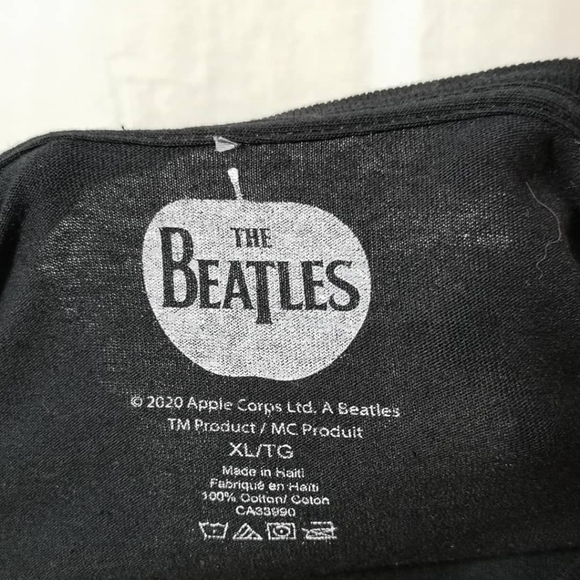 THE
BEATLES
© 2020 Apple Corps Ltd. A Beatles
TM Product / MC Produit
XL/TG
Made in Haiti
Fabriqué en Haïti
100% Cotton/ Coton
CA33990